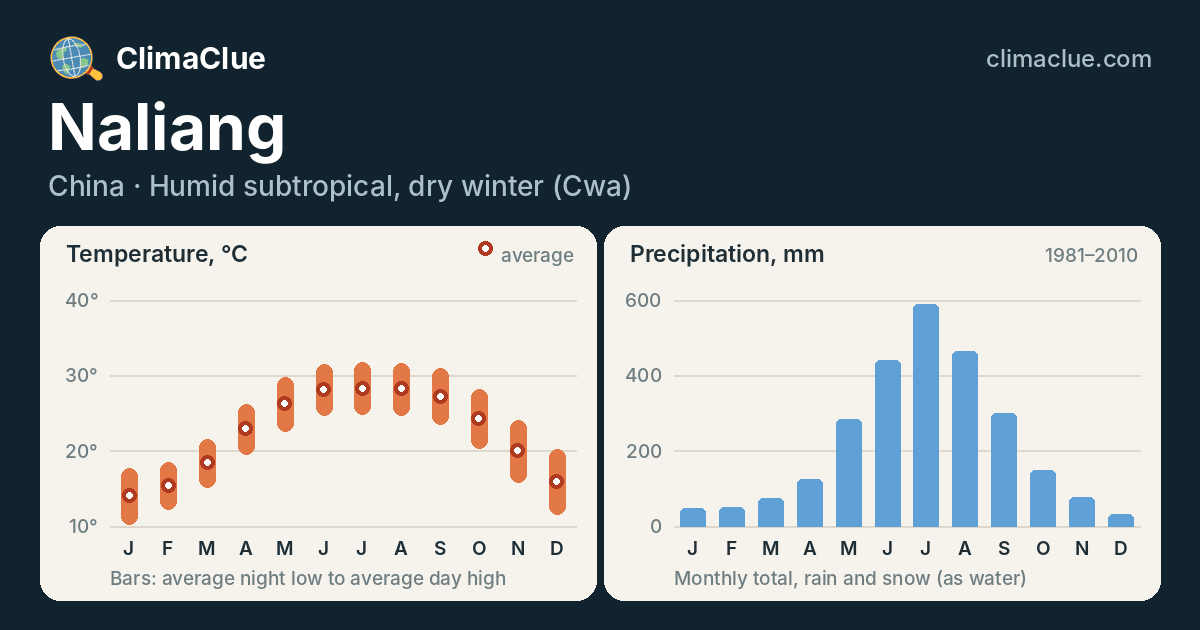 ClimaClue
climaclue.com
Naliang
China · Humid subtropical, dry winter (Cwa)
Temperature, °C
average
40°
30°
20°
10°
J F M A M J J A S O N D
Bars: average night low to average day high
Precipitation, mm
1981–2010
600
400
200
0
J F M A M J J A S O N D
Monthly total, rain and snow (as water)